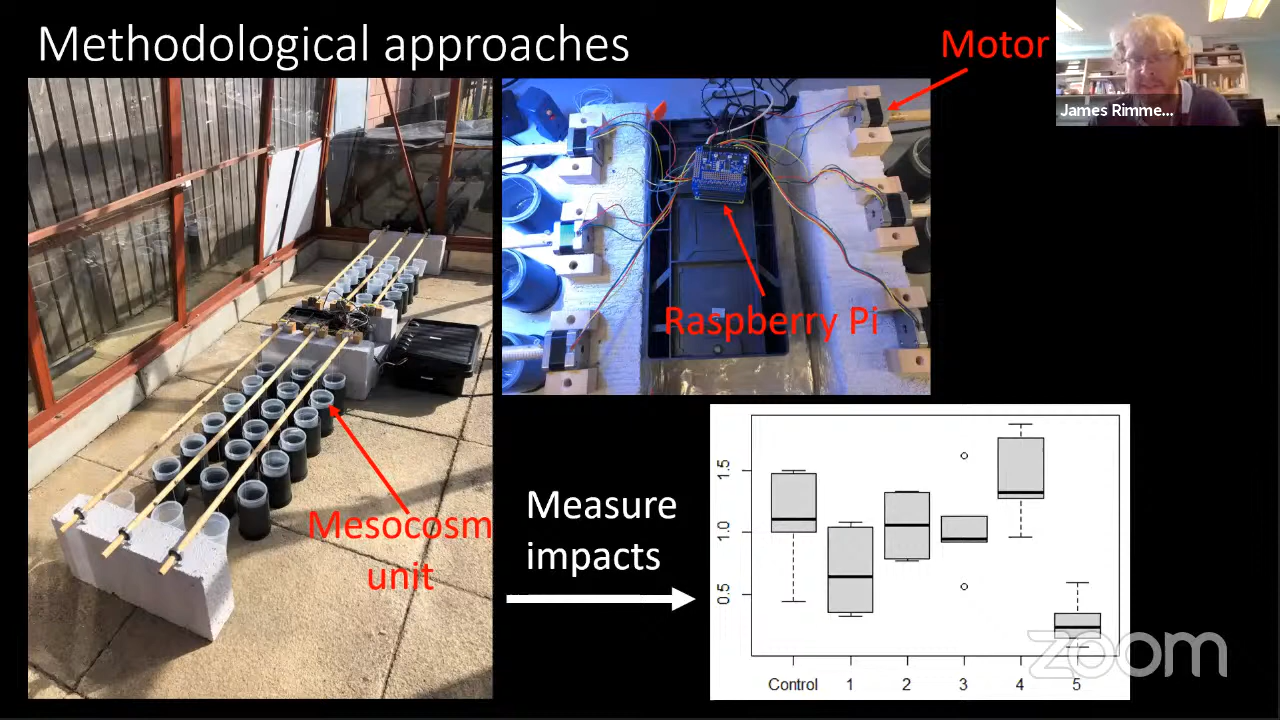 Methodological approaches
Motor
James Rimme...
Raspberry Pi
Mesocosm
unit
Measure
impacts
1.5
1.0
0.5
Control 1 2 3 4 5
zoom